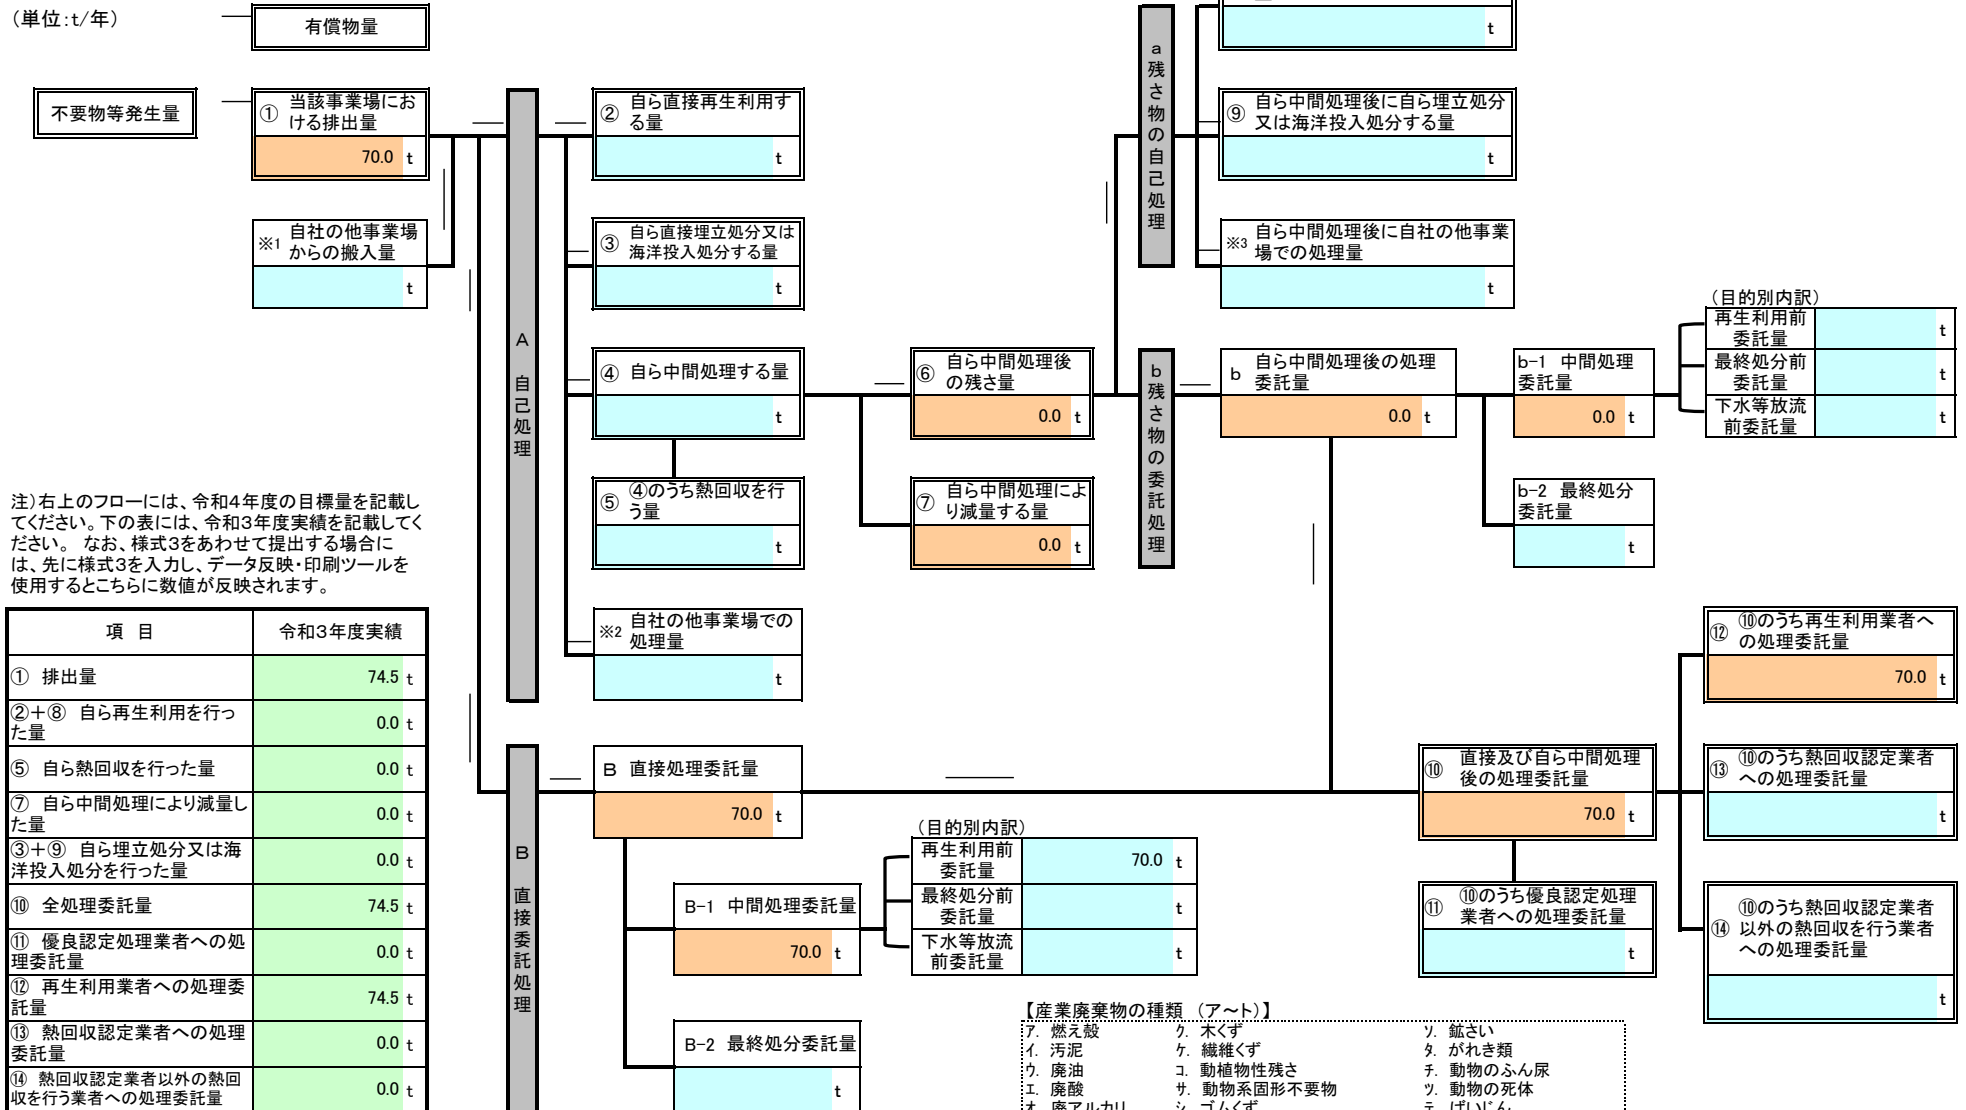 （単位：t/年）
有償物量
t
不要物等発生量
① 当該事業場にお
ける排出量
70.0 t
※1 自社の他事業場
からの搬入量
t
A 自己処理
② 自ら直接再生利用す
る量
t
③ 自ら直接埋立処分又は
海洋投入処分する量
t
④ 自ら中間処理する量
t
⑤ ④のうち熱回収を行
う量
t
※2 自社の他事業場での
処理量
t
⑥ 自ら中間処理後
の残さ量
0.0 t
⑦ 自ら中間処理によ
り減量する量
0.0 t
a 残さ物の自己処理
⑨ 自ら中間処理後に自ら埋立処分
又は海洋投入処分する量
t
※3 自ら中間処理後に自社の他事業
場での処理量
t
b 残さ物の委託処理
b 自ら中間処理後の処理
委託量
0.0 t
b-1 中間処理
委託量
0.0 t
b-2 最終処分
委託量
t
（目的別内訳）
再生利用前
委託量
t
最終処分前
委託量
t
下水等放流
前委託量
t
注）右上のフローには、令和４年度の目標量を記載し
てください。下の表には、令和３年度実績を記載してく
ださい。 なお、様式３をあわせて提出する場合に
は、先に様式３を入力し、データ反映・印刷ツールを
使用するとこちらに数値が反映されます。
項 目 令和３年度実績
① 排出量 74.5 t
②＋⑧ 自ら再生利用を行っ
た量 0.0 t
⑤ 自ら熱回収を行った量 0.0 t
⑦ 自ら中間処理により減量し
た量 0.0 t
③＋⑨ 自ら埋立処分又は海
洋投入処分を行った量 0.0 t
⑩ 全処理委託量 74.5 t
⑪ 優良認定処理業者への処
理委託量 0.0 t
⑫ 再生利用業者への処理委
託量 74.5 t
⑬ 熱回収認定業者への処理
委託量 0.0 t
⑭ 熱回収認定業者以外の熱回
収を行う業者への処理委託量 0.0 t
B 直接委託処理
B 直接処理委託量
70.0 t
B-1 中間処理委託量
70.0 t
B-2 最終処分委託量
t
（目的別内訳）
再生利用前
委託量
70.0 t
最終処分前
委託量
t
下水等放流
前委託量
t
⑩ 直接及び自ら中間処理
後の処理委託量
70.0 t
⑪ ⑩のうち優良認定処理
業者への処理委託量
t
⑫ ⑩のうち再生利用業者へ
の処理委託量
70.0 t
⑬ ⑩のうち熱回収認定業者
への処理委託量
t
⑭ ⑩のうち熱回収認定業者
以外の熱回収を行う業者
への処理委託量
t
【産業廃棄物の種類 （ア～ト）】
ｱ. 燃え殻 ｸ. 木くず ｿ. 鉱さい
ｲ. 汚泥 ｹ. 繊維くず ﾀ. がれき類
ｳ. 廃油 ｺ. 動植物性残さ ﾁ. 動物のふん尿
ｴ. 廃酸 ｻ. 動物系固形不要物 ﾂ. 動物の死体
ｵ. 廃アルカリ ｼ. ゴムくず ﾃ. ばいじん